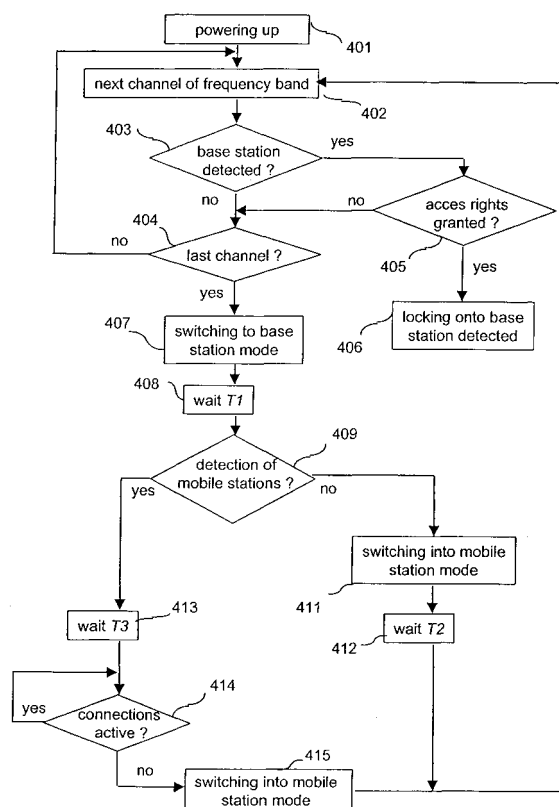 powering up
401
next channel of frequency band
402
403
base station
detected ?
yes
no
no
acces rights
granted ?
404
no
last channel ?
405
yes
yes
407
switching to base
station mode
406
locking onto base
station detected
408
wait T1
409
detection of
mobile stations ?
yes
no
switching into mobile
station mode
411
wait T3
413
wait T2
412
414
yes
connections
active ?
no
415
switching into mobile
station mode